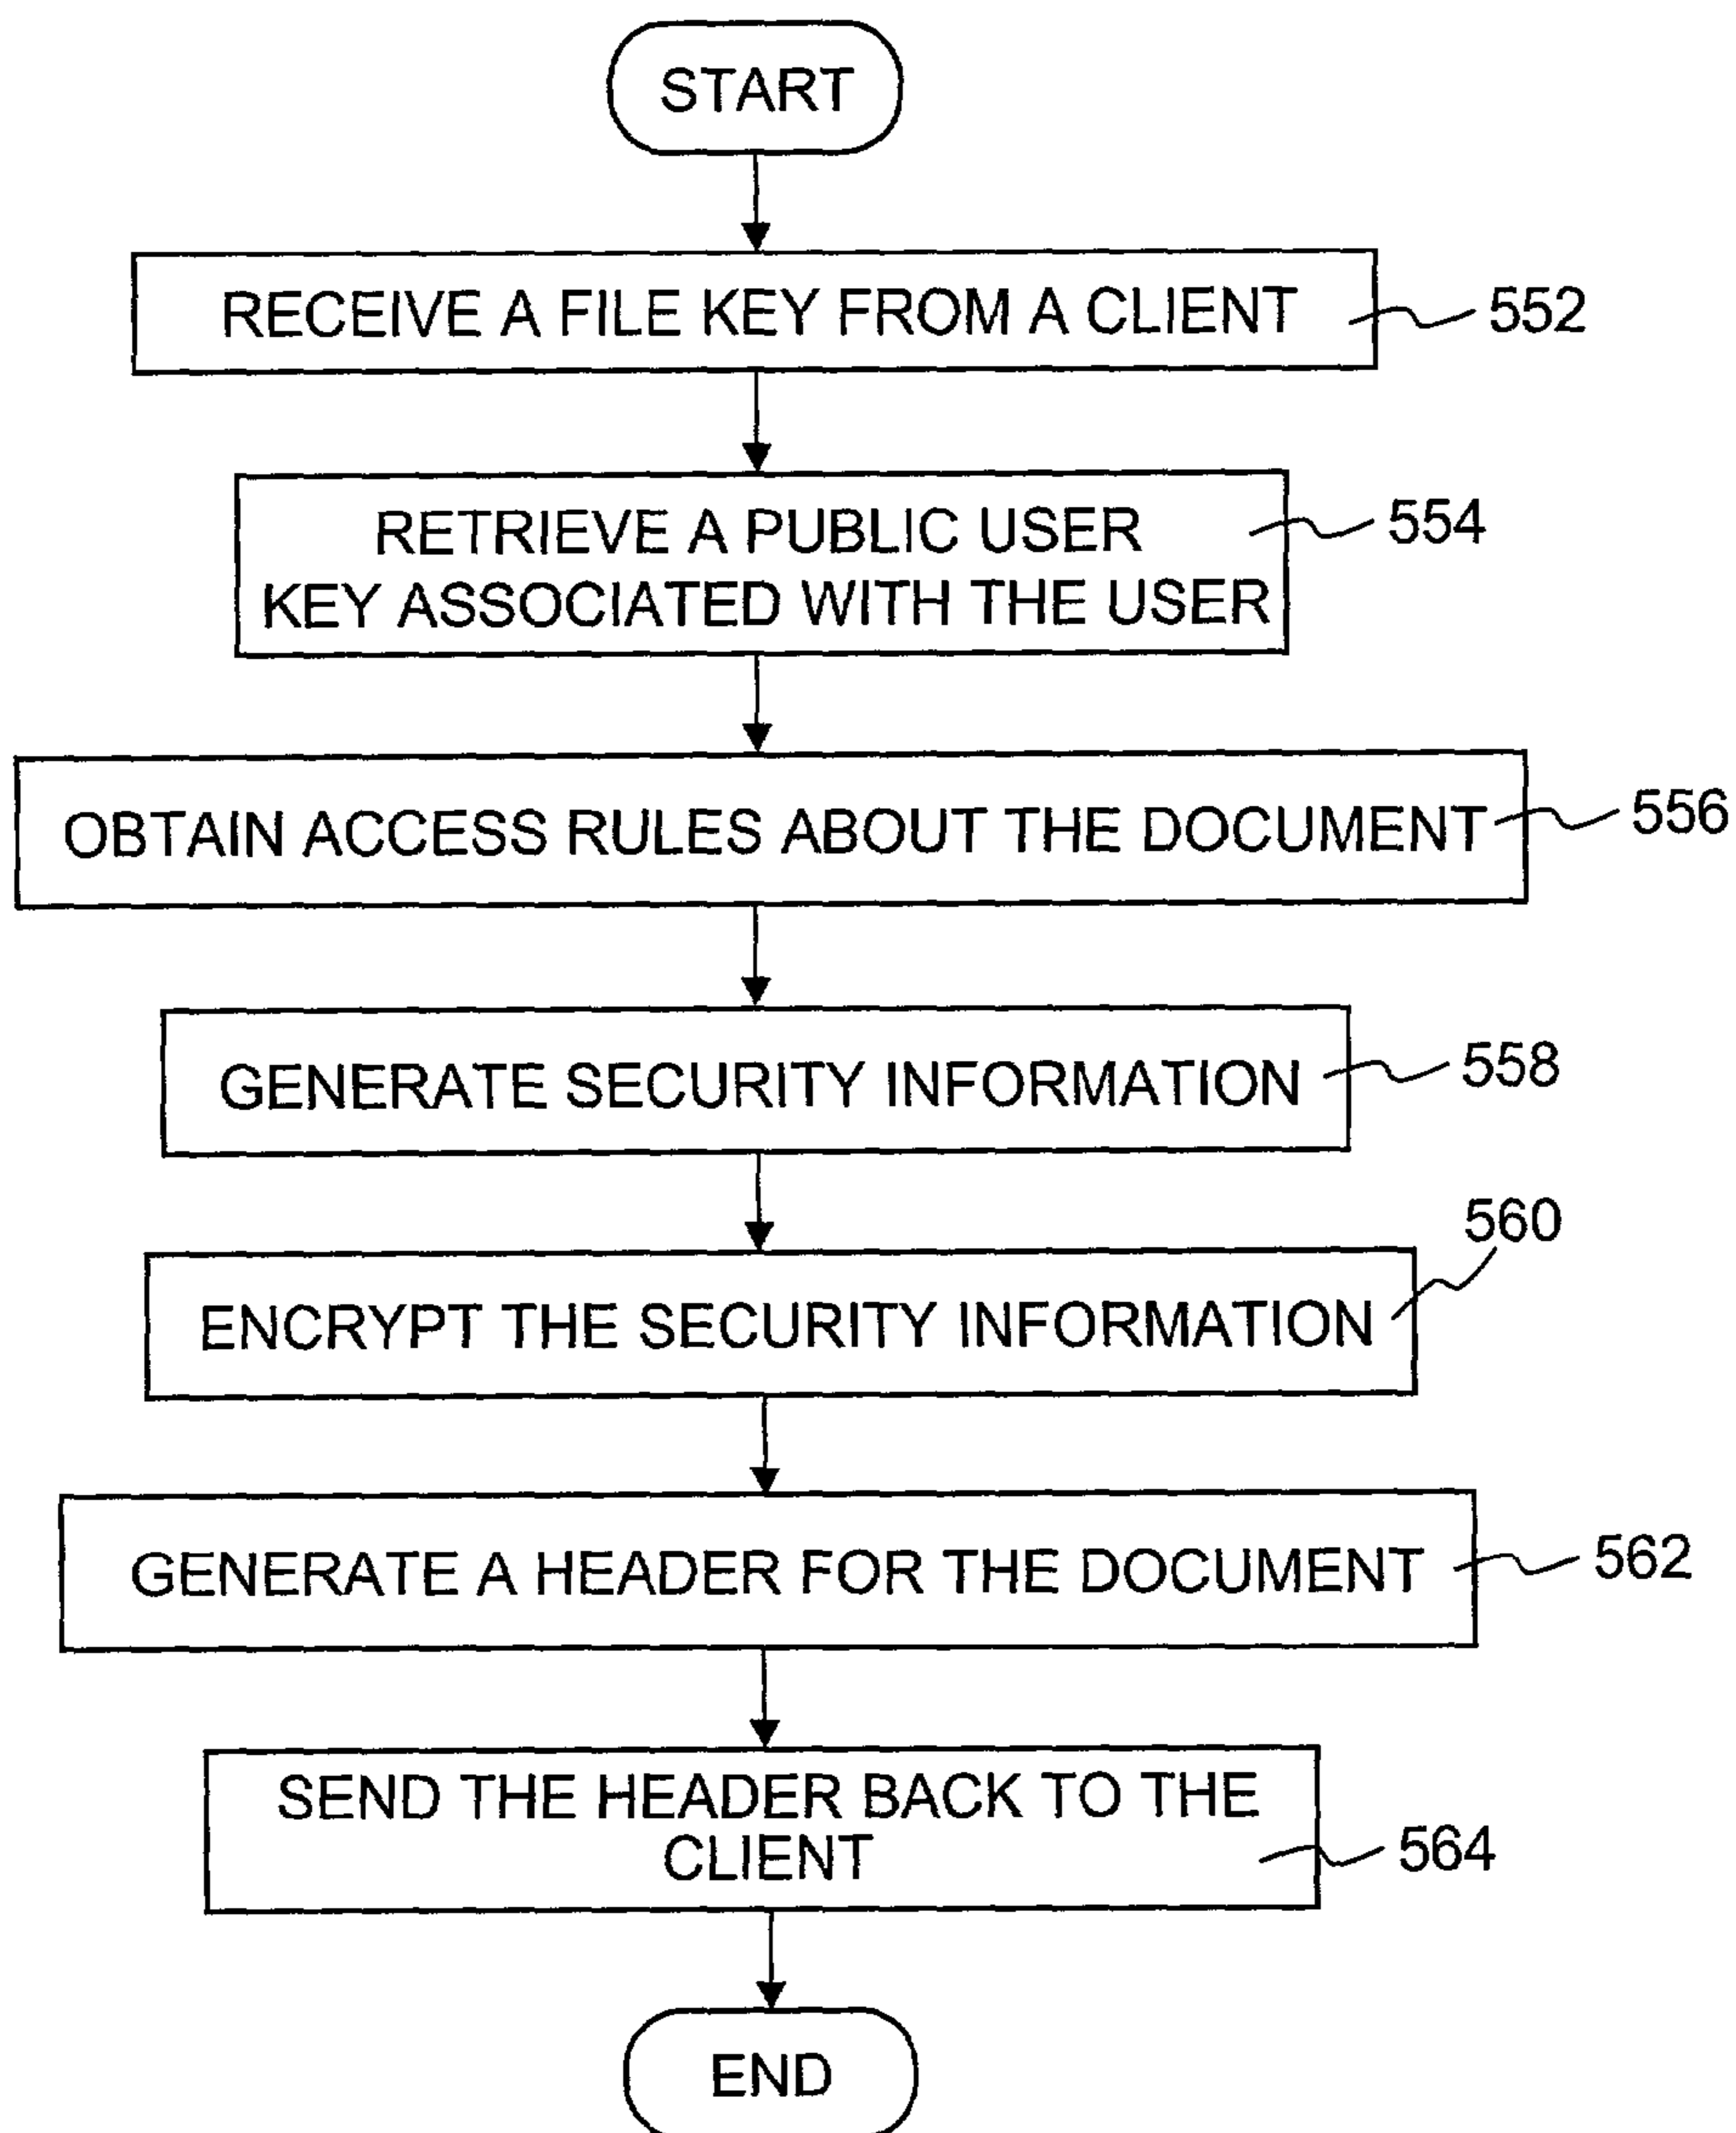 START
RECEIVE A FILE KEY FROM A CLIENT
552
RETRIEVE A PUBLIC USER
KEY ASSOCIATED WITH THE USER
554
OBTAIN ACCESS RULES ABOUT THE DOCUMENT
556
GENERATE SECURITY INFORMATION
558
560
ENCRYPT THE SECURITY INFORMATION
GENERATE A HEADER FOR THE DOCUMENT
562
SEND THE HEADER BACK TO THE
CLIENT
564
END